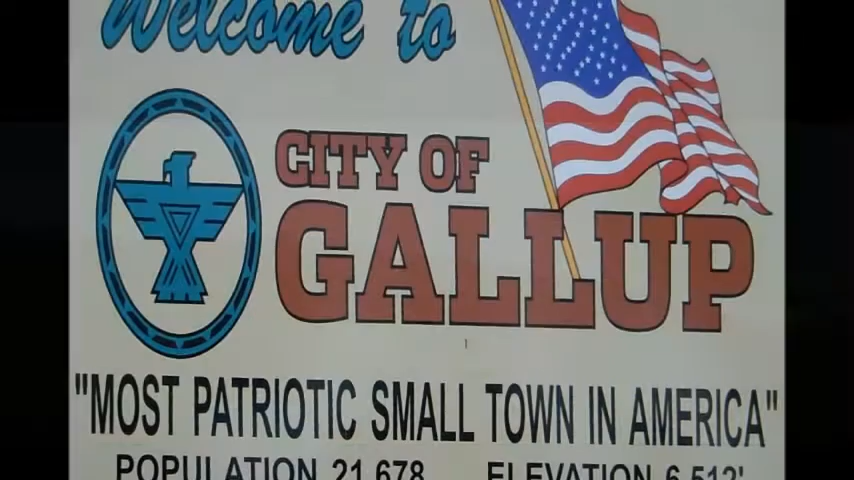 Welcome to
CITY OF
GALLUP
"MOST PATRIOTIC SMALL TOWN IN AMERICA"
POPULATION 21,678 ELEVATION 6,512'